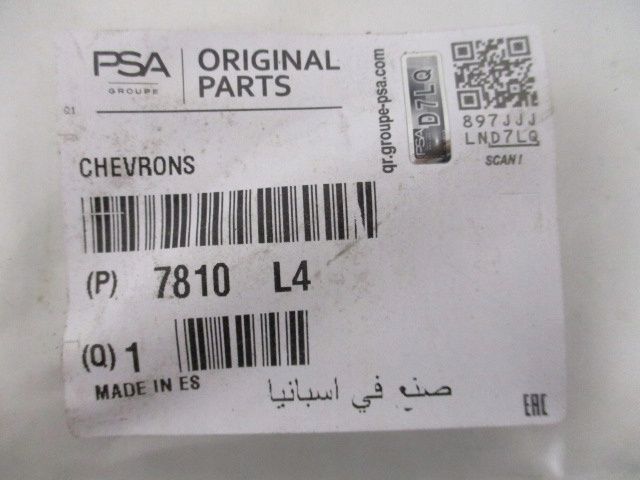 PSA
GROUPE
ORIGINAL
PARTS
Q1
qr.groupe-psa.com
PSA D7LQ
897JJJ
LND7LQ
SCAN!
CHEVRONS
(P) 7810 L4
(Q) 1
MADE IN ES
صنع في اسبانيا
EAC